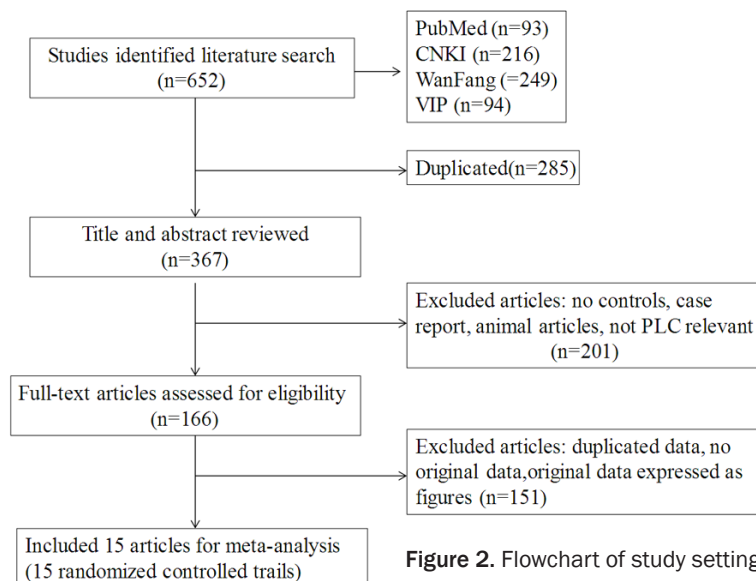 Studies identified literature search
(n=652)
PubMed (n=93)
CNKI (n=216)
WanFang (=249)
VIP (n=94)
Duplicated(n=285)
Title and abstract reviewed
(n=367)
Excluded articles: no controls, case
report, animal articles, not PLC relevant
(n=201)
Full-text articles assessed for eligibility
(n=166)
Excluded articles: duplicated data, no
original data,original data expressed as
figures (n=151)
Included 15 articles for meta-analysis
(15 randomized controlled trails)
Figure 2. Flowchart of study setting